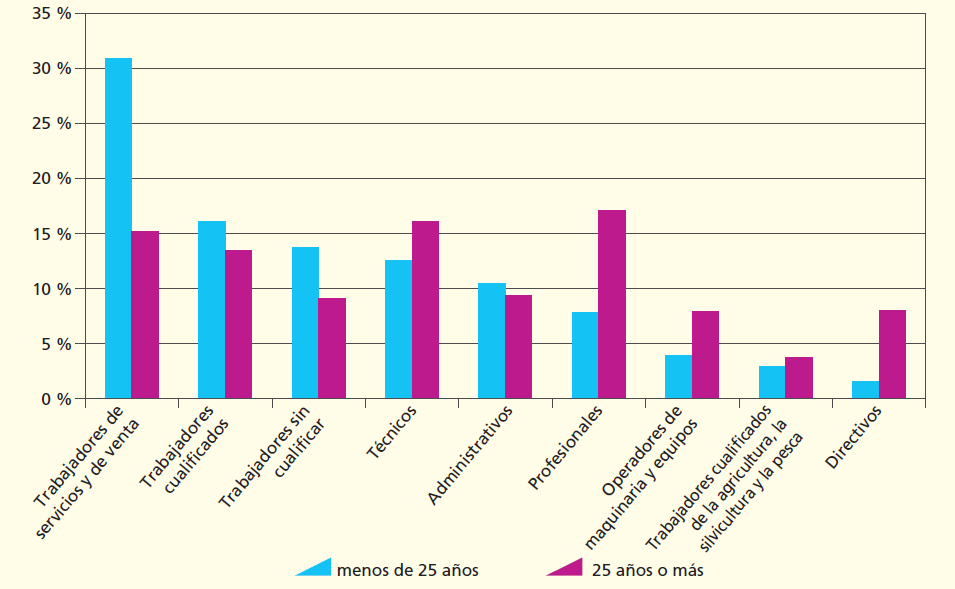 35 %
30 %
25 %
20 %
15 %
10 %
5 %
0 %
Trabajadores de
servicios y de venta
Trabajadores
cualificados
Trabajadores sin
cualificar
Técnicos
Administrativos
Profesionales
Operadores de
maquinaria y equipos
Trabajadores cualificados
de la agricultura, la
silvicultura y la pesca
Directivos
menos de 25 años
25 años o más